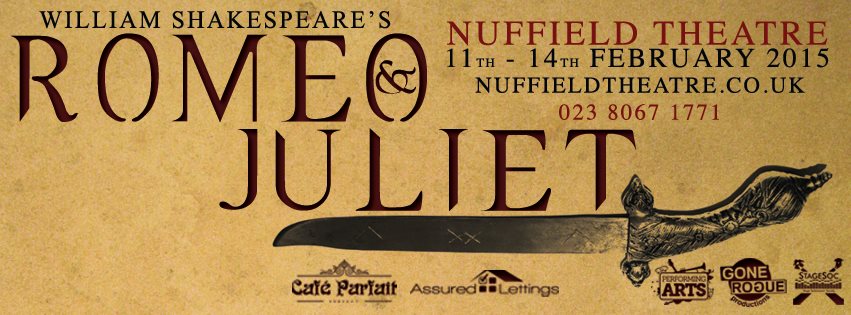 WILLIAM SHAKESPEARE'S
ROMEO
&
JULIET
NUFFIELD THEATRE
11TH - 14TH FEBRUARY 2015
NUFFIELDTHEATRE.CO.UK
023 8067 1771
Café Parfait
Assured Lettings
PERFORMING
ARTS
GONE
ROGUE
productions
STAGESOC